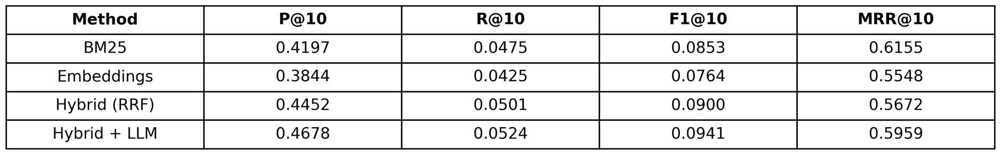 Method P@10 R@10 F1@10 MRR@10
BM25 0.4197 0.0475 0.0853 0.6155
Embeddings 0.3844 0.0425 0.0764 0.5548
Hybrid (RRF) 0.4452 0.0501 0.0900 0.5672
Hybrid + LLM 0.4678 0.0524 0.0941 0.5959